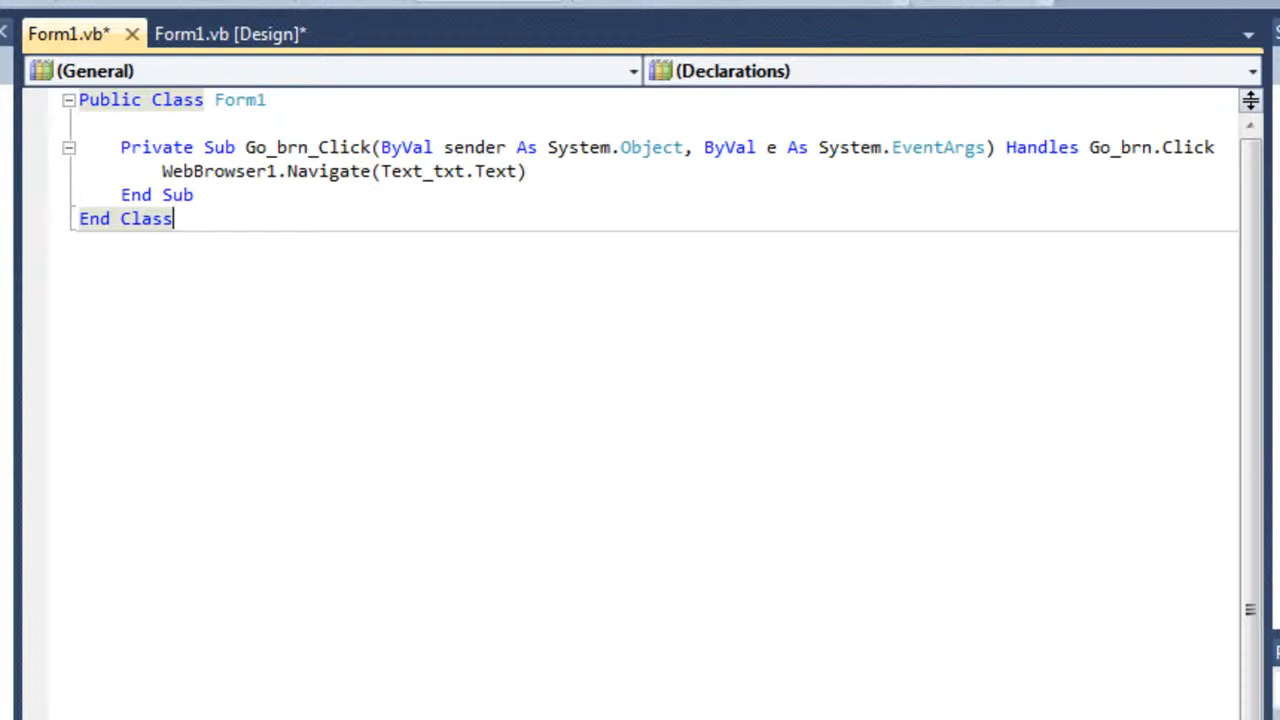 Form1.vb* Form1.vb [Design]*
(General) (Declarations)
Public Class Form1
Private Sub Go_brn_Click(ByVal sender As System.Object, ByVal e As System.EventArgs) Handles Go_brn.Click
WebBrowser1.Navigate(Text_txt.Text)
End Sub
End Class